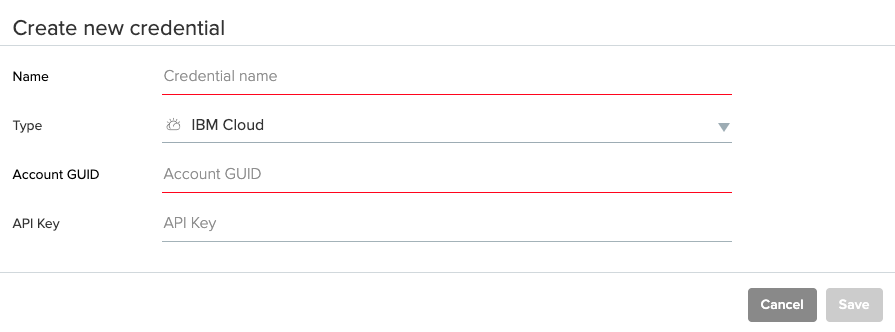 Create new credential
Name Credential name
Type IBM Cloud
Account GUID Account GUID
API Key API Key
Cancel Save